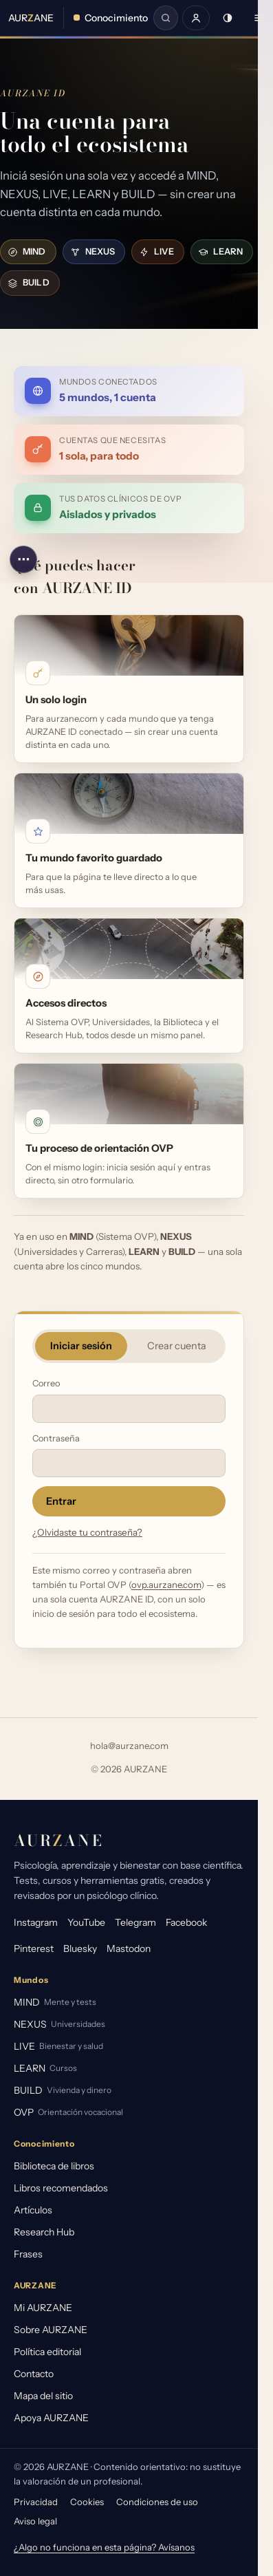 AURZANE
Conocimiento
AURZANE ID
Una cuenta para
todo el ecosistema
Iniciá sesión una sola vez y accedé a MIND,
NEXUS, LIVE, LEARN y BUILD — sin crear una
cuenta distinta en cada mundo.
MIND
NEXUS
LIVE
LEARN
BUILD
MUNDOS CONECTADOS
5 mundos, 1 cuenta
CUENTAS QUE NECESITAS
1 sola, para todo
TUS DATOS CLÍNICOS DE OVP
Aislados y privados
puedes hacer
con AURZANE ID
Un solo login
Para aurzane.com y cada mundo que ya tenga
AURZANE ID conectado — sin crear una cuenta
distinta en cada uno.
Tu mundo favorito guardado
Para que la página te lleve directo a lo que
más usas.
Accesos directos
Al Sistema OVP, Universidades, la Biblioteca y el
Research Hub, todos desde un mismo panel.
Tu proceso de orientación OVP
Con el mismo login: inicia sesión aquí y entras
directo, sin otro formulario.
Ya en uso en MIND (Sistema OVP), NEXUS
(Universidades y Carreras), LEARN y BUILD — una sola
cuenta abre los cinco mundos.
Iniciar sesión
Crear cuenta
Correo
Contraseña
Entrar
¿Olvidaste tu contraseña?
Este mismo correo y contraseña abren
también tu Portal OVP (ovp.aurzane.com) — es
una sola cuenta AURZANE ID, con un solo
inicio de sesión para todo el ecosistema.
hola@aurzane.com
© 2026 AURZANE
AURZANE
Psicología, aprendizaje y bienestar con base científica.
Tests, cursos y herramientas gratis, creados y
revisados por un psicólogo clínico.
Instagram YouTube Telegram Facebook
Pinterest Bluesky Mastodon
Mundos
MIND Mente y tests
NEXUS Universidades
LIVE Bienestar y salud
LEARN Cursos
BUILD Vivienda y dinero
OVP Orientación vocacional
Conocimiento
Biblioteca de libros
Libros recomendados
Artículos
Research Hub
Frases
AURZANE
Mi AURZANE
Sobre AURZANE
Política editorial
Contacto
Mapa del sitio
Apoya AURZANE
© 2026 AURZANE · Contenido orientativo: no sustituye
la valoración de un profesional.
Privacidad Cookies Condiciones de uso
Aviso legal
¿Algo no funciona en esta página? Avísanos